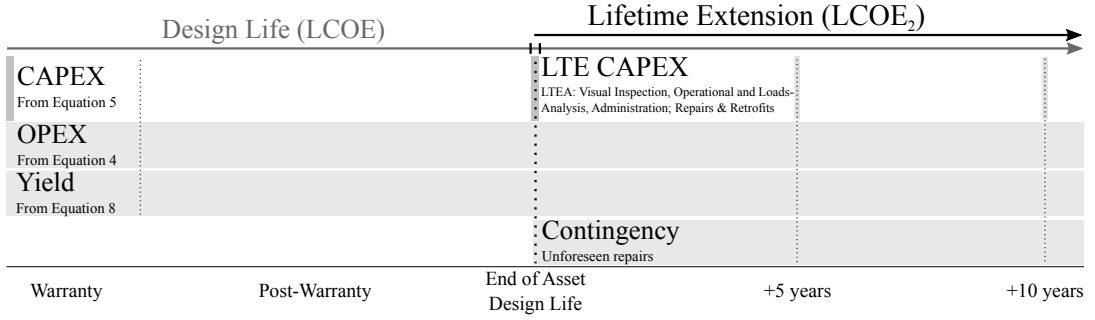 Design Life (LCOE)
Lifetime Extension (LCOE₂)
CAPEX
From Equation 5
LTE CAPEX
LTEA: Visual Inspection, Operational and Loads-
Analysis, Administration; Repairs & Retrofits
OPEX
From Equation 4
Yield
From Equation 8
Contingency
Unforeseen repairs
Warranty
Post-Warranty
End of Asset
Design Life
+5 years
+10 years